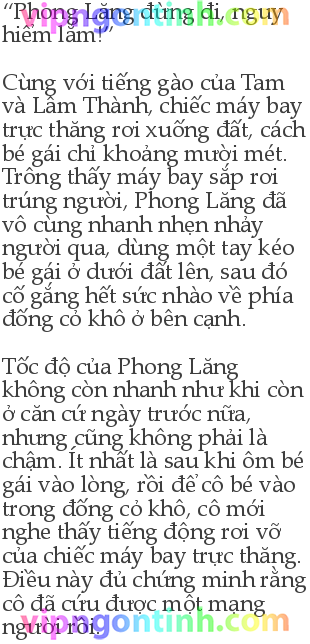 “Phong Lăng đừng đi, nguy
hiểm lắm!”
Cùng với tiếng gào của Tam
và Lâm Thành, chiếc máy bay
trực thăng rơi xuống đất, cách
bé gái chỉ khoảng mười mét.
Trông thấy máy bay sắp rơi
trúng người, Phong Lăng đã
vô cùng nhanh nhẹn nhảy
người qua, dùng một tay kéo
bé gái ở dưới đất lên, sau đó
cố gắng hết sức nhào về phía
đống cỏ khô ở bên cạnh.
Tốc độ của Phong Lăng
không còn nhanh như khi còn
ở căn cứ ngày trước nữa,
nhưng cũng không phải là
chậm. Ít nhất là sau khi ôm bé
gái vào lòng, rồi để cô bé vào
trong đống cỏ khô, cô mới
nghe thấy tiếng động rơi vỡ
của chiếc máy bay trực thăng.
Điều này đủ chứng minh rằng
cô đã cứu được một mạng
người rồi.
vipngontinh.com
vipngontinh.com
vipngontinh.com